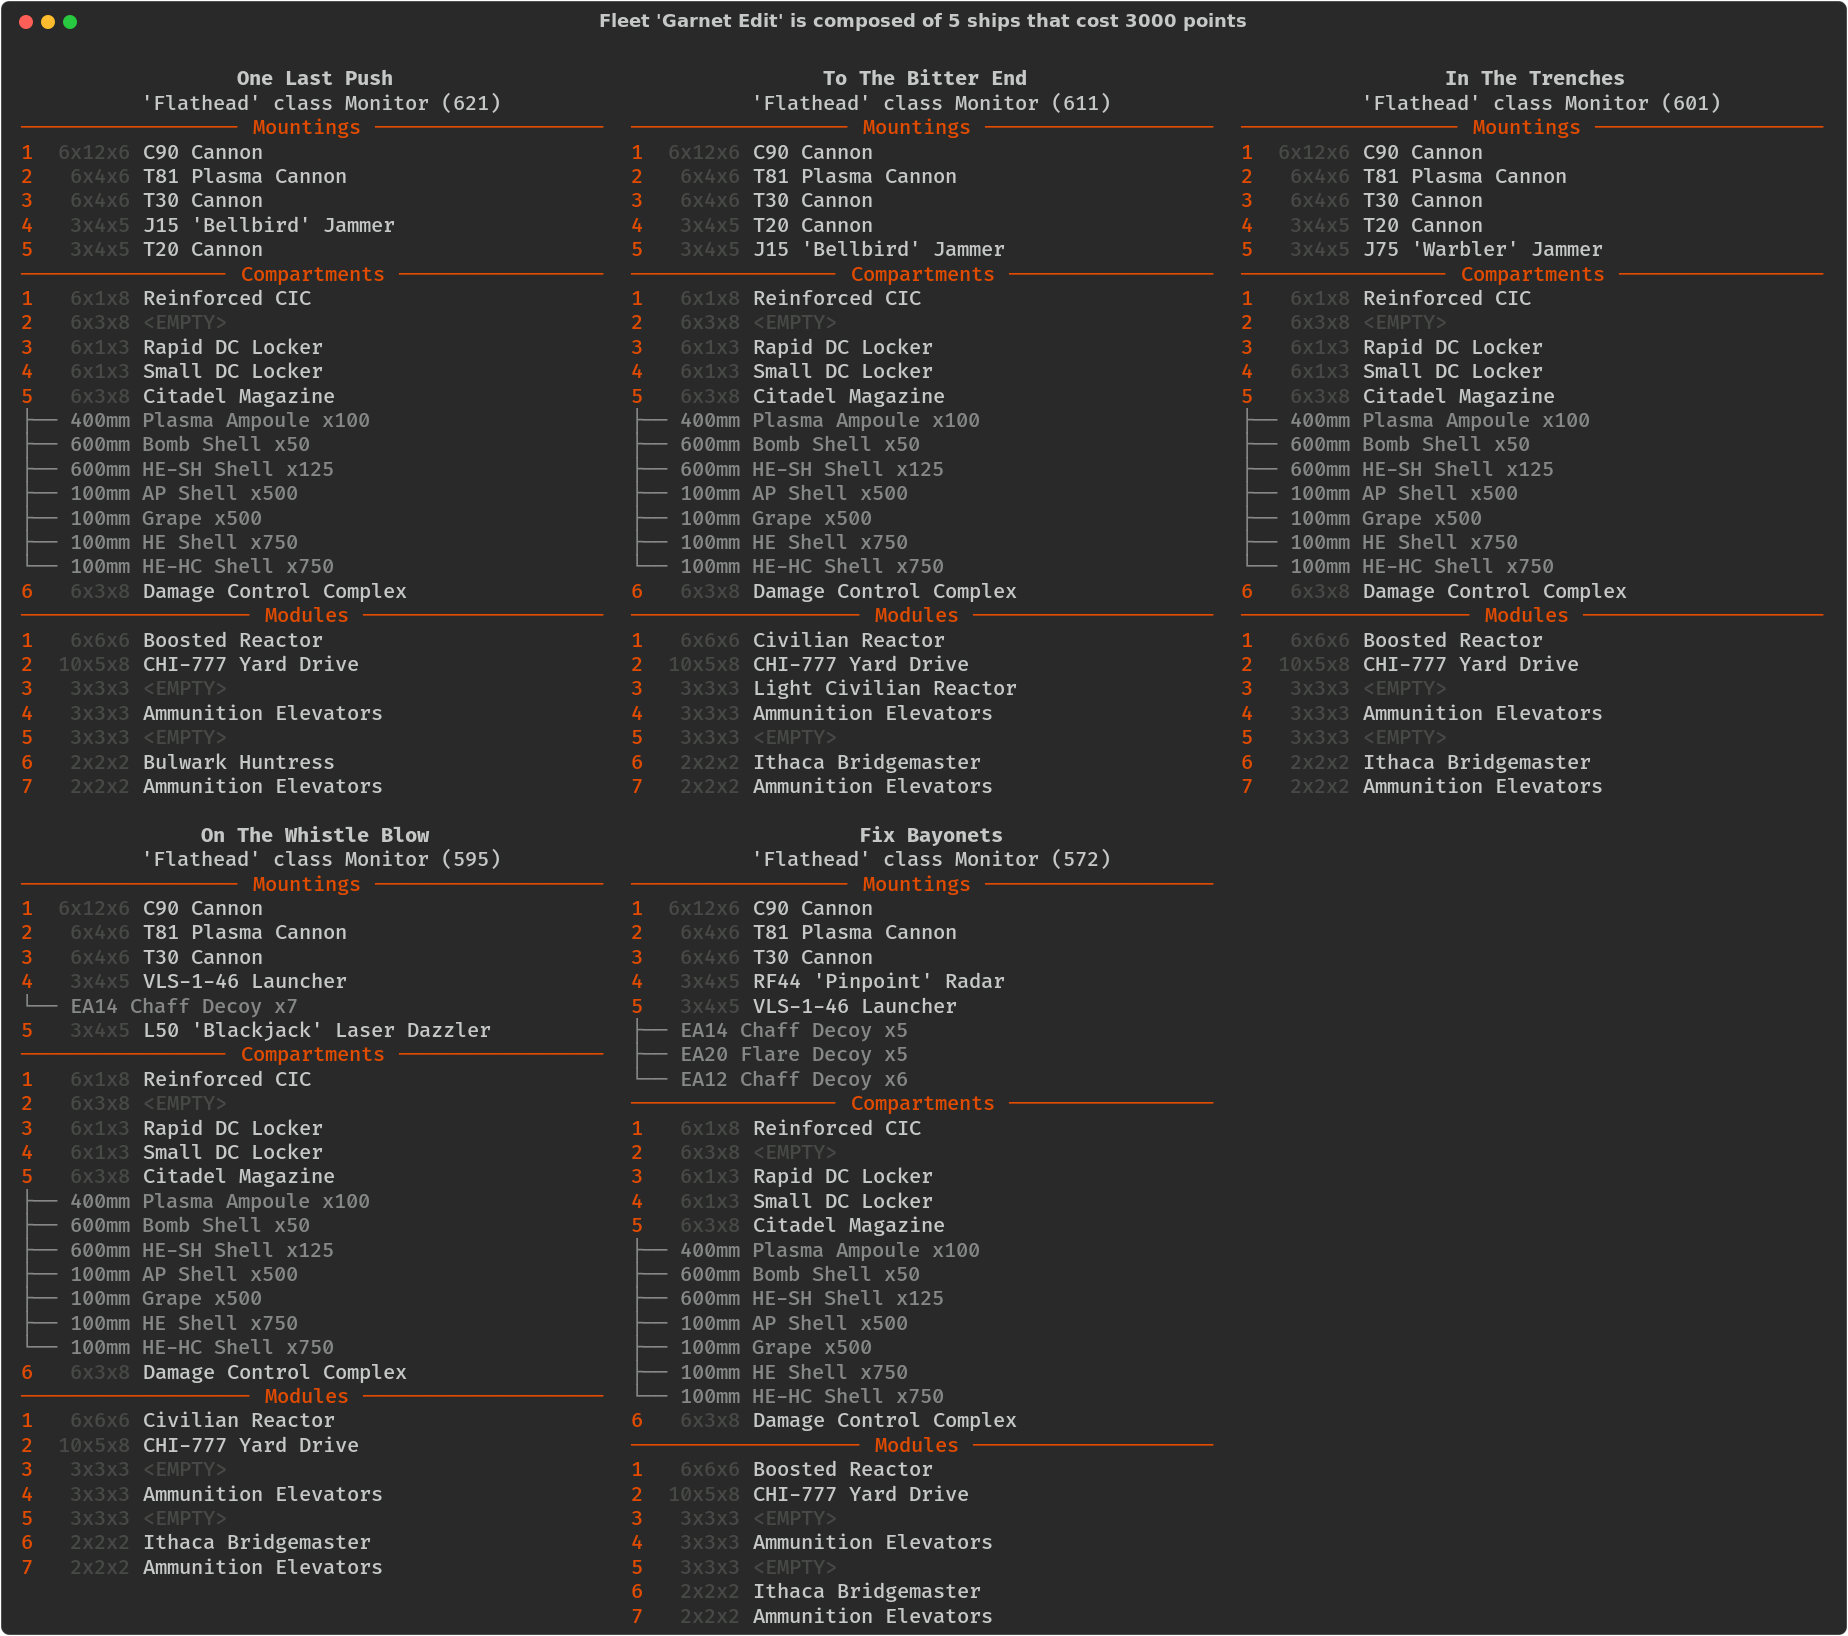 Fleet 'Garnet Edit' is composed of 5 ships that cost 3000 points
One Last Push
'Flathead' class Monitor (621)
Mountings
1 6x12x6 C90 Cannon
2 6x4x6 T81 Plasma Cannon
3 6x4x6 T30 Cannon
4 3x4x5 J15 'Bellbird' Jammer
5 3x4x5 T20 Cannon
Compartments
1 6x1x8 Reinforced CIC
2 6x3x8 <EMPTY>
3 6x1x3 Rapid DC Locker
4 6x1x3 Small DC Locker
5 6x3x8 Citadel Magazine
400mm Plasma Ampoule x100
600mm Bomb Shell x50
600mm HE-SH Shell x125
100mm AP Shell x500
100mm Grape x500
100mm HE Shell x750
100mm HE-HC Shell x750
6 6x3x8 Damage Control Complex
Modules
1 6x6x6 Boosted Reactor
2 10x5x8 CHI-777 Yard Drive
3 3x3x3 <EMPTY>
4 3x3x3 Ammunition Elevators
5 3x3x3 <EMPTY>
6 2x2x2 Bulwark Huntress
7 2x2x2 Ammunition Elevators
To The Bitter End
'Flathead' class Monitor (611)
Mountings
1 6x12x6 C90 Cannon
2 6x4x6 T81 Plasma Cannon
3 6x4x6 T30 Cannon
4 3x4x5 T20 Cannon
5 3x4x5 J15 'Bellbird' Jammer
Compartments
1 6x1x8 Reinforced CIC
2 6x3x8 <EMPTY>
3 6x1x3 Rapid DC Locker
4 6x1x3 Small DC Locker
5 6x3x8 Citadel Magazine
400mm Plasma Ampoule x100
600mm Bomb Shell x50
600mm HE-SH Shell x125
100mm AP Shell x500
100mm Grape x500
100mm HE Shell x750
100mm HE-HC Shell x750
6 6x3x8 Damage Control Complex
Modules
1 6x6x6 Civilian Reactor
2 10x5x8 CHI-777 Yard Drive
3 3x3x3 Light Civilian Reactor
4 3x3x3 Ammunition Elevators
5 3x3x3 <EMPTY>
6 2x2x2 Ithaca Bridgemaster
7 2x2x2 Ammunition Elevators
In The Trenches
'Flathead' class Monitor (601)
Mountings
1 6x12x6 C90 Cannon
2 6x4x6 T81 Plasma Cannon
3 6x4x6 T30 Cannon
4 3x4x5 T20 Cannon
5 3x4x5 J75 'Warbler' Jammer
Compartments
1 6x1x8 Reinforced CIC
2 6x3x8 <EMPTY>
3 6x1x3 Rapid DC Locker
4 6x1x3 Small DC Locker
5 6x3x8 Citadel Magazine
400mm Plasma Ampoule x100
600mm Bomb Shell x50
600mm HE-SH Shell x125
100mm AP Shell x500
100mm Grape x500
100mm HE Shell x750
100mm HE-HC Shell x750
6 6x3x8 Damage Control Complex
Modules
1 6x6x6 Boosted Reactor
2 10x5x8 CHI-777 Yard Drive
3 3x3x3 <EMPTY>
4 3x3x3 Ammunition Elevators
5 3x3x3 <EMPTY>
6 2x2x2 Ithaca Bridgemaster
7 2x2x2 Ammunition Elevators
On The Whistle Blow
'Flathead' class Monitor (595)
Mountings
1 6x12x6 C90 Cannon
2 6x4x6 T81 Plasma Cannon
3 6x4x6 T30 Cannon
4 3x4x5 VLS-1-46 Launcher
EA14 Chaff Decoy x7
5 3x4x5 L50 'Blackjack' Laser Dazzler
Compartments
1 6x1x8 Reinforced CIC
2 6x3x8 <EMPTY>
3 6x1x3 Rapid DC Locker
4 6x1x3 Small DC Locker
5 6x3x8 Citadel Magazine
400mm Plasma Ampoule x100
600mm Bomb Shell x50
600mm HE-SH Shell x125
100mm AP Shell x500
100mm Grape x500
100mm HE Shell x750
100mm HE-HC Shell x750
6 6x3x8 Damage Control Complex
Modules
1 6x6x6 Civilian Reactor
2 10x5x8 CHI-777 Yard Drive
3 3x3x3 <EMPTY>
4 3x3x3 Ammunition Elevators
5 3x3x3 <EMPTY>
6 2x2x2 Ithaca Bridgemaster
7 2x2x2 Ammunition Elevators
Fix Bayonets
'Flathead' class Monitor (572)
Mountings
1 6x12x6 C90 Cannon
2 6x4x6 T81 Plasma Cannon
3 6x4x6 T30 Cannon
4 3x4x5 RF44 'Pinpoint' Radar
5 3x4x5 VLS-1-46 Launcher
EA14 Chaff Decoy x5
EA20 Flare Decoy x5
EA12 Chaff Decoy x6
Compartments
1 6x1x8 Reinforced CIC
2 6x3x8 <EMPTY>
3 6x1x3 Rapid DC Locker
4 6x1x3 Small DC Locker
5 6x3x8 Citadel Magazine
400mm Plasma Ampoule x100
600mm Bomb Shell x50
600mm HE-SH Shell x125
100mm AP Shell x500
100mm Grape x500
100mm HE Shell x750
100mm HE-HC Shell x750
6 6x3x8 Damage Control Complex
Modules
1 6x6x6 Boosted Reactor
2 10x5x8 CHI-777 Yard Drive
3 3x3x3 <EMPTY>
4 3x3x3 Ammunition Elevators
5 3x3x3 <EMPTY>
6 2x2x2 Ithaca Bridgemaster
7 2x2x2 Ammunition Elevators